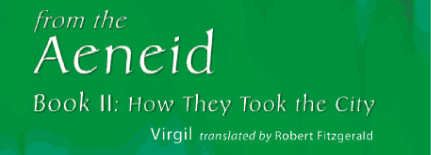 from the
Aeneid
Book II: How They Took the City
Virgil translated by Robert Fitzgerald